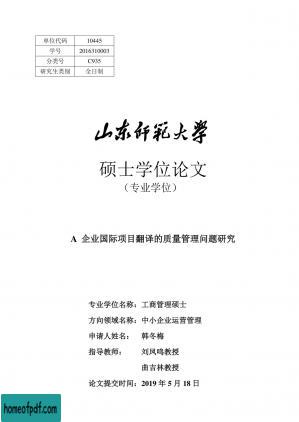 单位代码 10445
学号 2016310003
分类号 C935
研究生类别 全日制
山东师范大学
硕士学位论文
（专业学位）
A 企业国际项目翻译的质量管理问题研究
专业学位名称：工商管理硕士
方向领域名称：中小企业运营管理
申请人姓名：韩冬梅
指导教师：刘凤鸣教授
曲吉林教授
论文提交时间：2019 年 5 月 18 日
homeofpdf.com